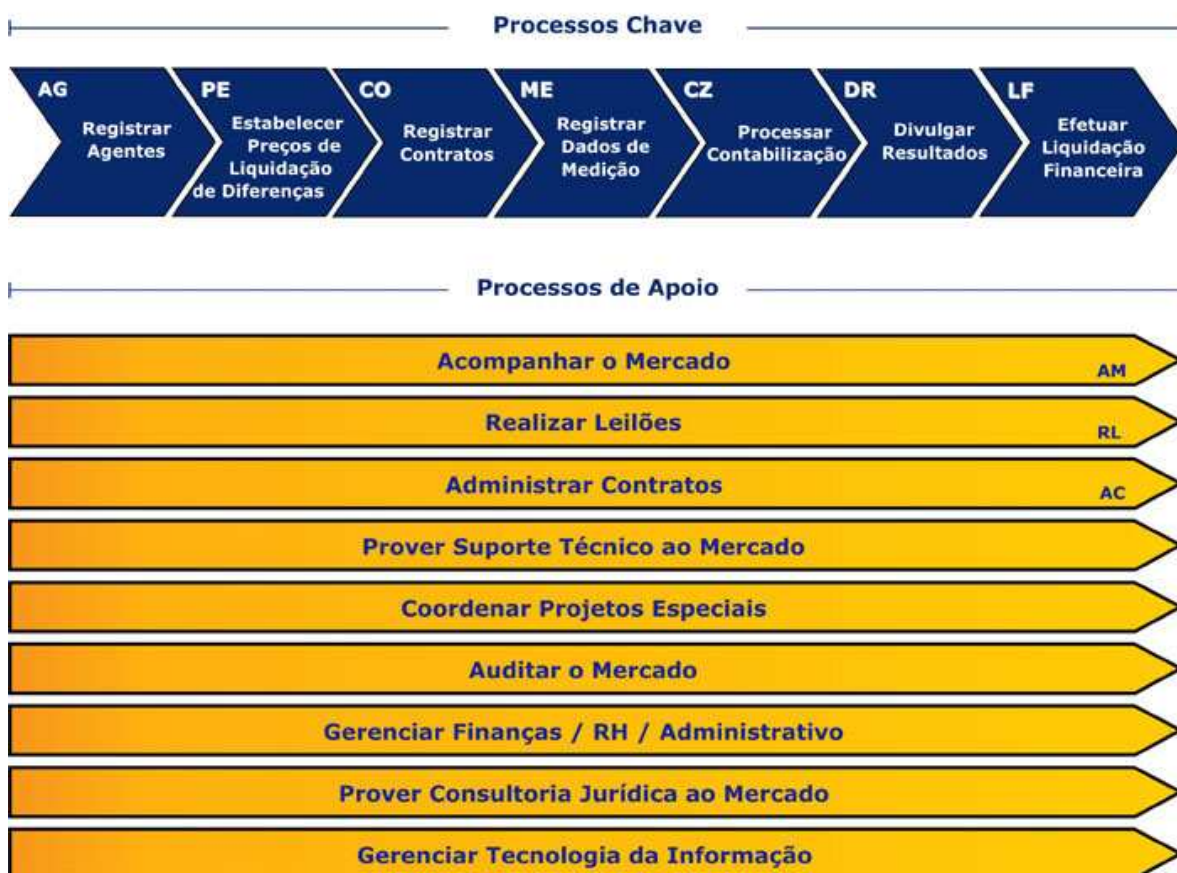 Processos Chave
AG
Registrar
Agentes
PE
Estabelecer
Preços de
Liquidação
de Diferenças
CO
Registrar
Contratos
ME
Registrar
Dados de
Medição
CZ
Processar
Contabilização
DR
Divulgar
Resultados
LF
Efetuar
Liquidação
Financeira
Processos de Apoio
Acompanhar o Mercado
AM
Realizar Leilões
RL
Administrar Contratos
AC
Prover Suporte Técnico ao Mercado
Coordenar Projetos Especiais
Auditar o Mercado
Gerenciar Finanças / RH / Administrativo
Prover Consultoria Jurídica ao Mercado
Gerenciar Tecnologia da Informação